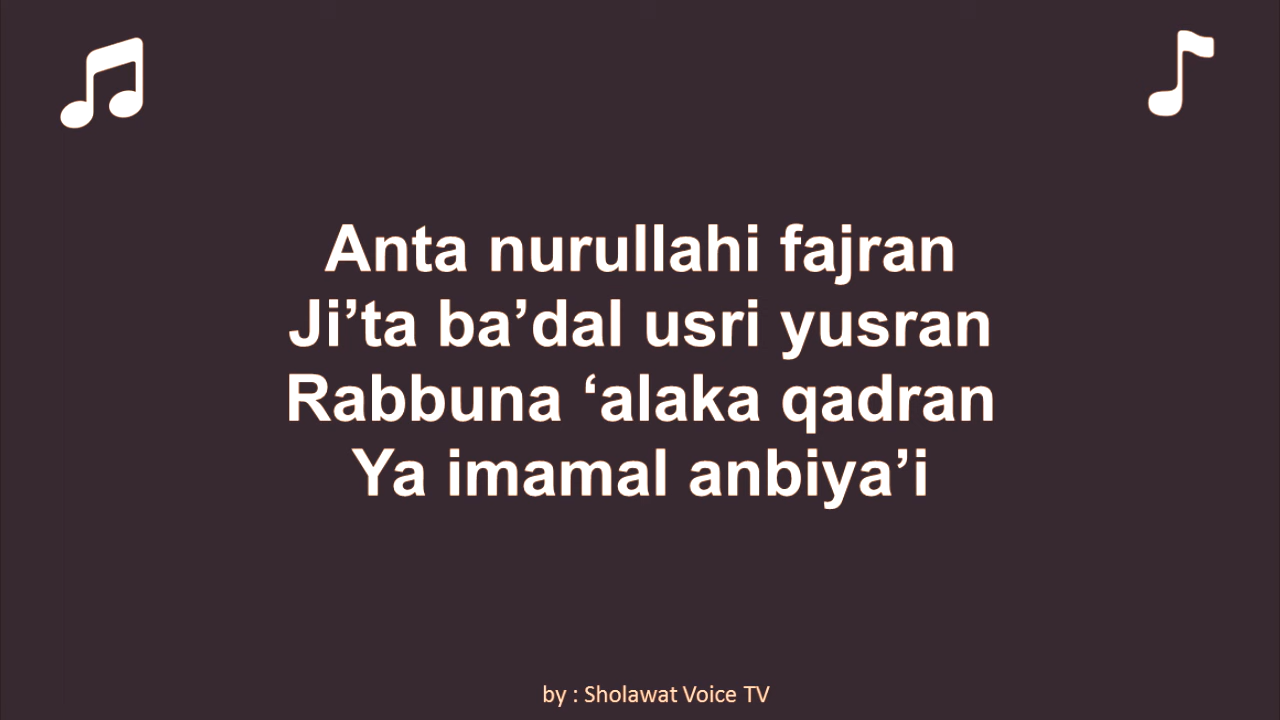 Anta nurullahi fajran
Ji’ta ba’dal usri yusran
Rabbuna ‘alaka qadran
Ya imamal anbiya’i
by : Sholawat Voice TV